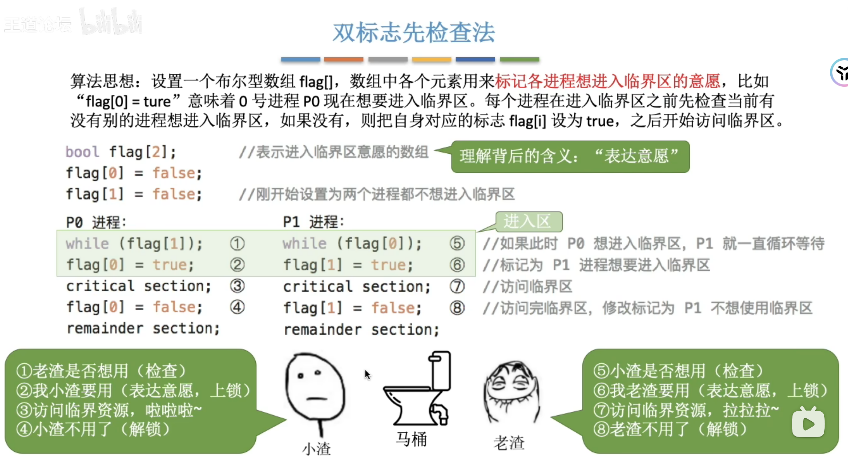 bilibili
双标志先检查法
算法思想：设置一个布尔型数组 flag[]，数组中各个元素用来标记各进程想进入临界区的意愿，比如
“flag[0] = ture”意味着 0 号进程 P0 现在想要进入临界区。每个进程在进入临界区之前先检查当前有
没有别的进程想进入临界区，如果没有，则把自身对应的标志 flag[i] 设为 true，之后开始访问临界区。
bool flag[2]; //表示进入临界区意愿的数组
理解背后的含义：“表达意愿”
flag[0] = false;
flag[1] = false; //刚开始设置为两个进程都不想进入临界区
P0 进程： P1 进程： 进入区
while (flag[1]); ① while (flag[0]); ⑤ //如果此时 P0 想进入临界区，P1 就一直循环等待
flag[0] = true; ② flag[1] = true; ⑥ //标记为 P1 进程想要进入临界区
critical section; ③ critical section; ⑦ //访问临界区
flag[0] = false; ④ flag[1] = false; ⑧ //访问完临界区，修改标记为 P1 不想使用临界区
remainder section; remainder section;
①老渣是否想用（检查）
②我小渣要用（表达意愿，上锁）
③访问临界资源，啦啦啦~
④小渣不用了（解锁）
小渣
马桶
老渣
⑤小渣是否想用（检查）
⑥我老渣要用（表达意愿，上锁）
⑦访问临界资源，拉拉拉~
⑧老渣不用了（解锁）